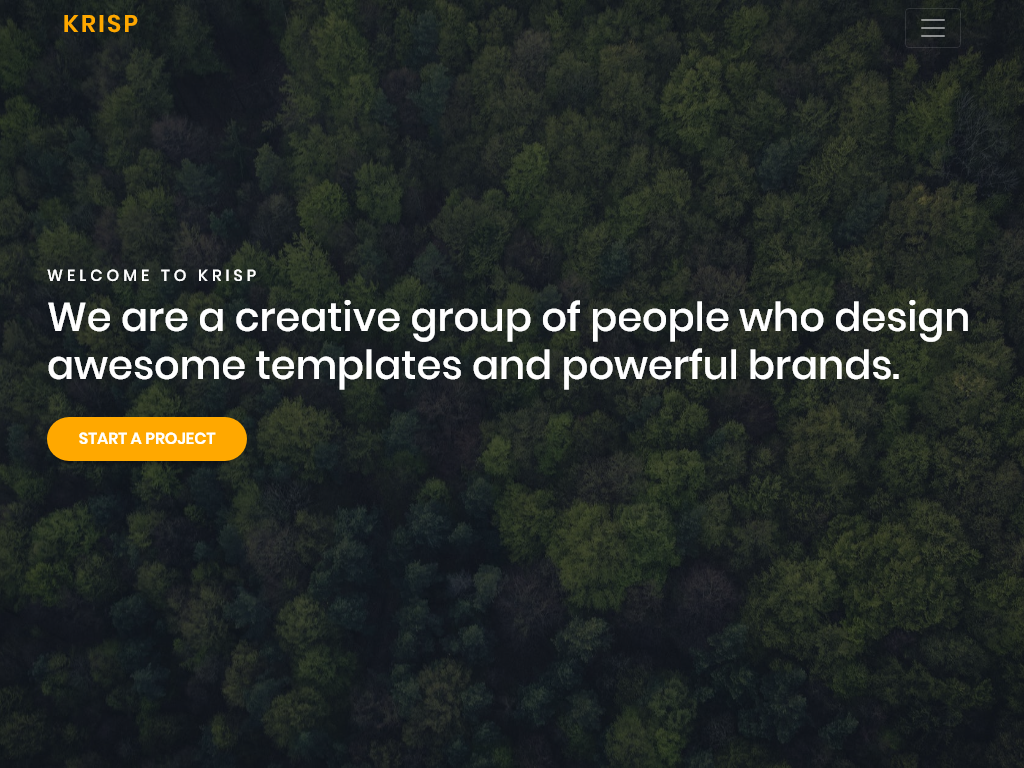 KRISP
WELCOME TO KRISP
We are a creative group of people who design
awesome templates and powerful brands.
START A PROJECT